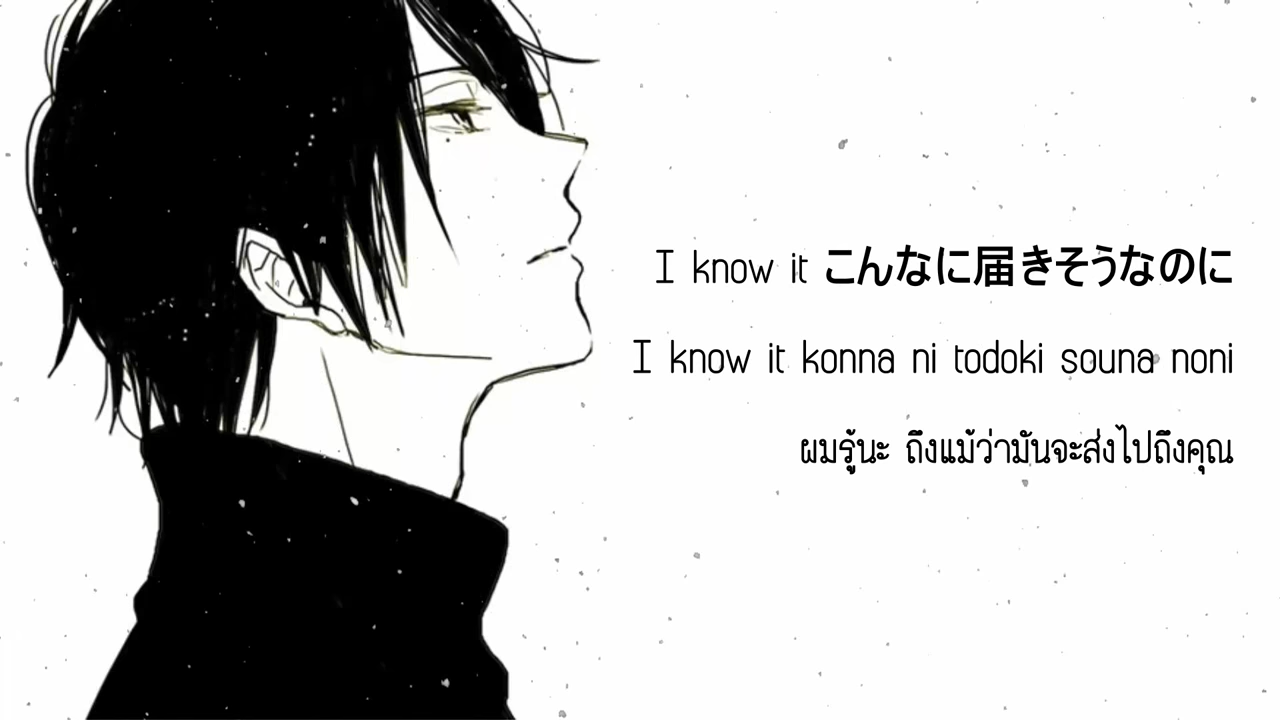 I know it こんなに届きそうなのに
I know it konna ni todoki souna noni
ผมรู้นะ ถึงแม้ว่ามันจะส่งไปถึงคุณ